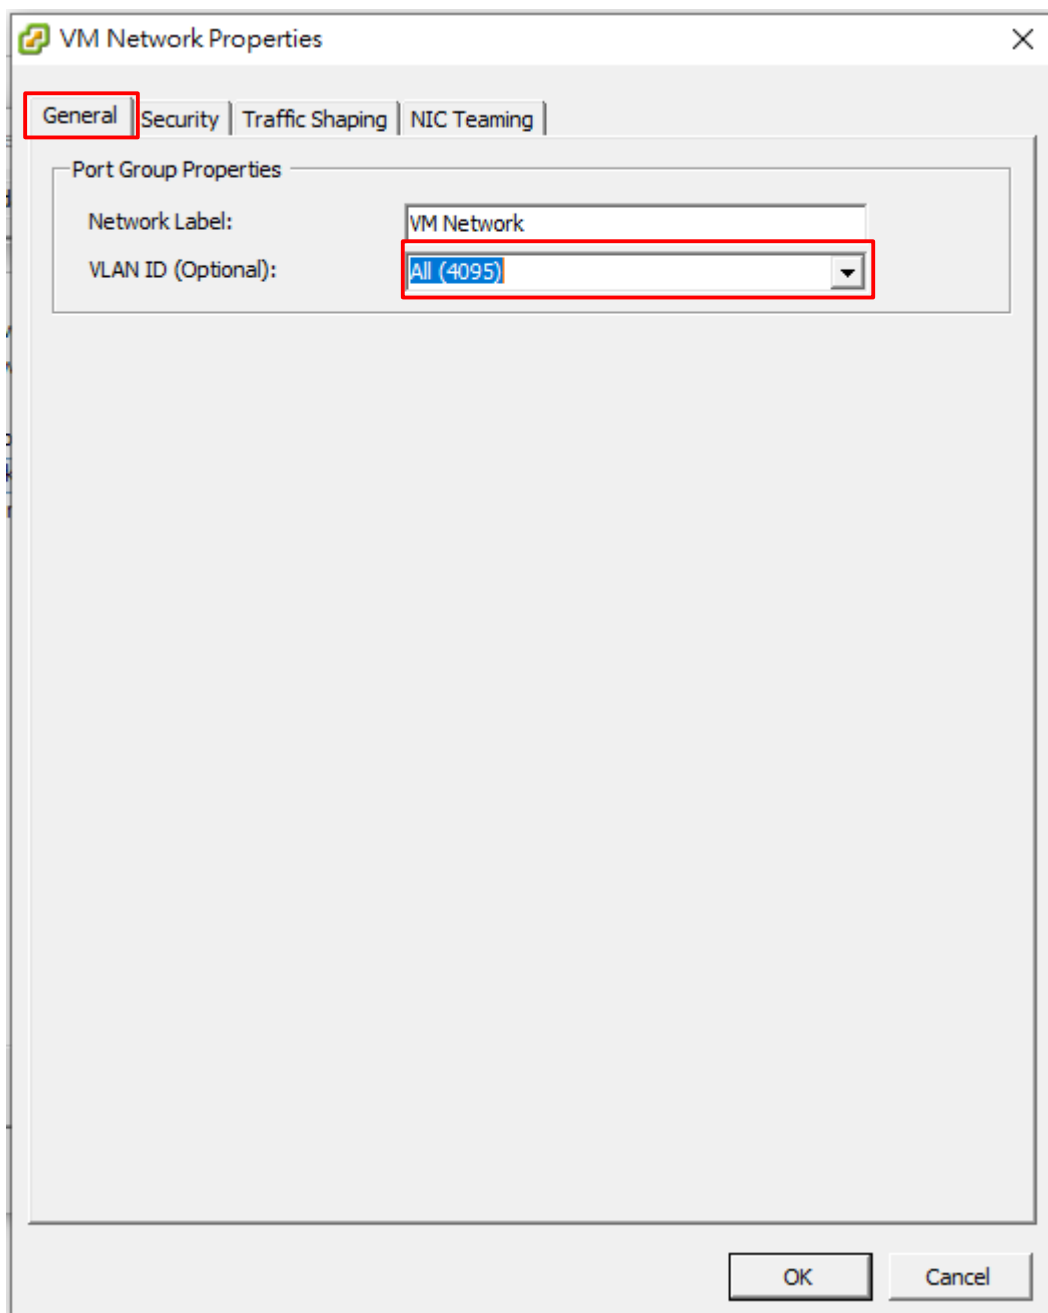 VM Network Properties
General Security Traffic Shaping NIC Teaming
Port Group Properties
Network Label: VM Network
VLAN ID (Optional): All (4095)
OK Cancel